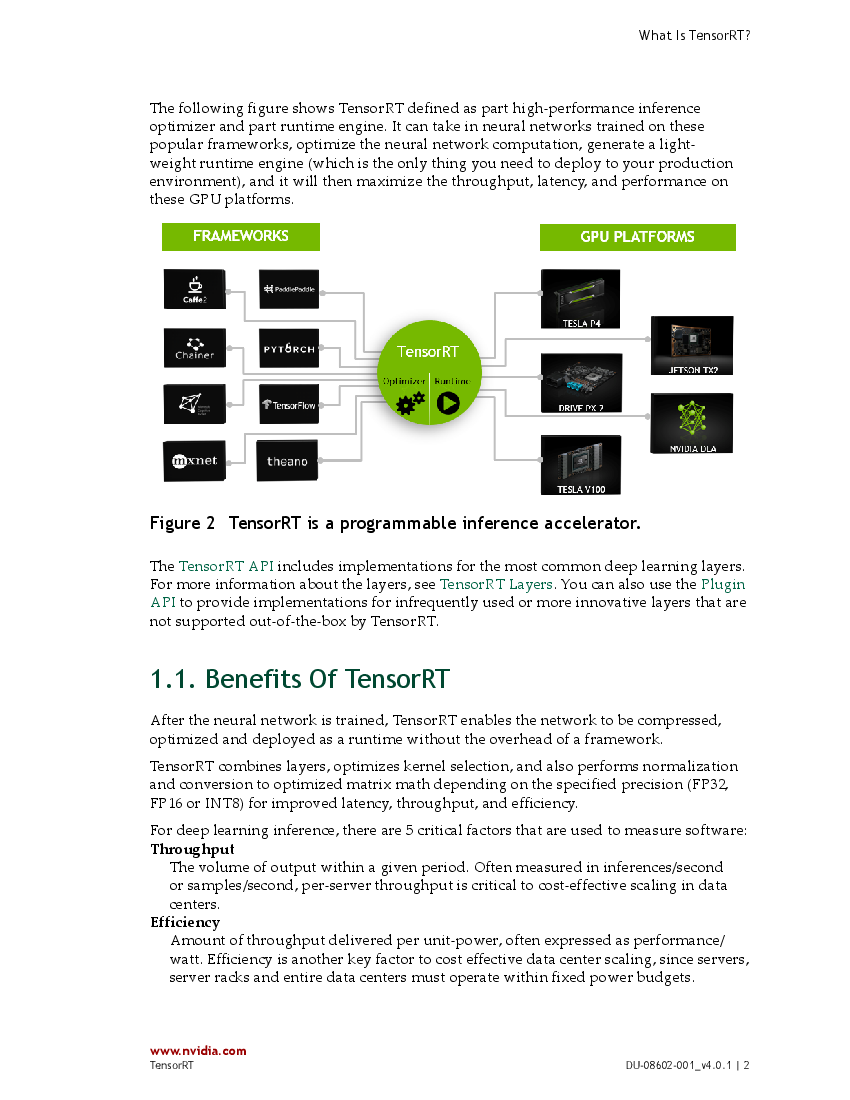 What Is TensorRT?
The following figure shows TensorRT defined as part high-performance inference
optimizer and part runtime engine. It can take in neural networks trained on these
popular frameworks, optimize the neural network computation, generate a light-
weight runtime engine (which is the only thing you need to deploy to your production
environment), and it will then maximize the throughput, latency, and performance on
these GPU platforms.
FRAMEWORKS
GPU PLATFORMS
Caffe2
PaddlePaddle
TESLA P4
Chainer
PYTORCH
TensorRT
JETSON TX2
Optimizer
Runtime
TensorFlow
DRIVE PX 2
NVIDIA DLA
mxnet
theano
TESLA V100
Figure 2 TensorRT is a programmable inference accelerator.
The TensorRT API includes implementations for the most common deep learning layers.
For more information about the layers, see TensorRT Layers. You can also use the Plugin
API to provide implementations for infrequently used or more innovative layers that are
not supported out-of-the-box by TensorRT.
1.1. Benefits Of TensorRT
After the neural network is trained, TensorRT enables the network to be compressed,
optimized and deployed as a runtime without the overhead of a framework.
TensorRT combines layers, optimizes kernel selection, and also performs normalization
and conversion to optimized matrix math depending on the specified precision (FP32,
FP16 or INT8) for improved latency, throughput, and efficiency.
For deep learning inference, there are 5 critical factors that are used to measure software:
Throughput
The volume of output within a given period. Often measured in inferences/second
or samples/second, per-server throughput is critical to cost-effective scaling in data
centers.
Efficiency
Amount of throughput delivered per unit-power, often expressed as performance/
watt. Efficiency is another key factor to cost effective data center scaling, since servers,
server racks and entire data centers must operate within fixed power budgets.
www.nvidia.com
TensorRT
DU-08602-001_v4.0.1 | 2